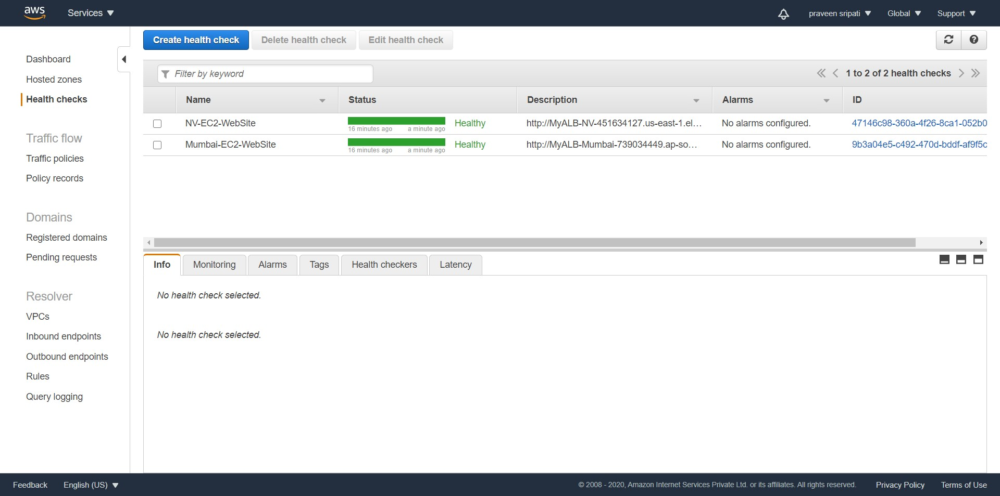 aws Services praveen sripati Global Support
Create health check Delete health check Edit health check
Dashboard
Hosted zones
Health checks
Traffic flow
Traffic policies
Policy records
Domains
Registered domains
Pending requests
Resolver
VPCs
Inbound endpoints
Outbound endpoints
Rules
Query logging
Filter by keyword 1 to 2 of 2 health checks
Name Status Description Alarms ID
NV-EC2-WebSite 16 minutes ago a minute ago Healthy http://MyALB-NV-451634127.us-east-1.el… No alarms configured. 47146c98-360a-4f26-8ca1-052b0
Mumbai-EC2-WebSite 16 minutes ago a minute ago Healthy http://MyALB-Mumbai-739034449.ap-so… No alarms configured. 9b3a04e5-c492-470d-bddf-af9f5c
Info Monitoring Alarms Tags Health checkers Latency
No health check selected.
No health check selected.
Feedback English (US) © 2008 - 2020, Amazon Internet Services Private Ltd. or its affiliates. All rights reserved. Privacy Policy Terms of Use